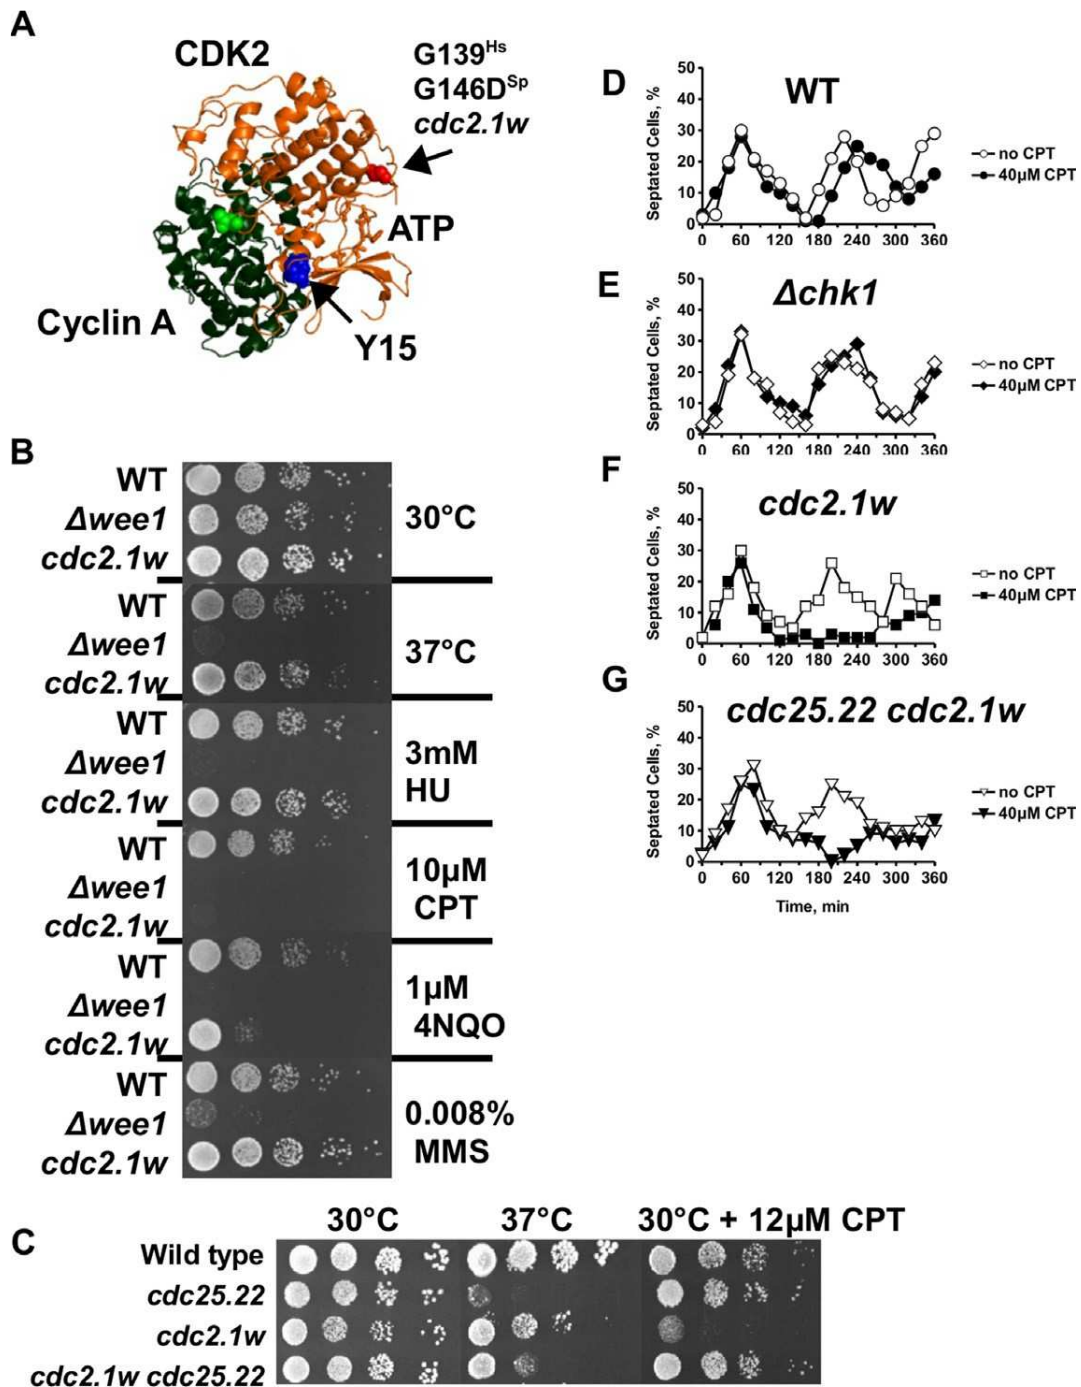 A
CDK2
G139Hs
G146DSp
cdc2.1w
ATP
Cyclin A
Y15
B
WT
Δwee1
cdc2.1w
30°C
WT
Δwee1
cdc2.1w
37°C
WT
Δwee1
cdc2.1w
3mM
HU
WT
Δwee1
cdc2.1w
10µM
CPT
WT
Δwee1
cdc2.1w
1µM
4NQO
WT
Δwee1
cdc2.1w
0.008%
MMS
C
30°C 37°C 30°C + 12µM CPT
Wild type
cdc25.22
cdc2.1w
cdc2.1w cdc25.22
D
WT
Septated Cells, %
50
40
30
20
10
0
0 60 120 180 240 300 360
no CPT
40µM CPT
E
Δchk1
Septated Cells, %
50
40
30
20
10
0
0 60 120 180 240 300 360
no CPT
40µM CPT
F
cdc2.1w
Septated Cells, %
50
40
30
20
10
0
0 60 120 180 240 300 360
no CPT
40µM CPT
G
cdc25.22 cdc2.1w
Septated Cells, %
50
40
30
20
10
0
0 60 120 180 240 300 360
Time, min
no CPT
40µM CPT